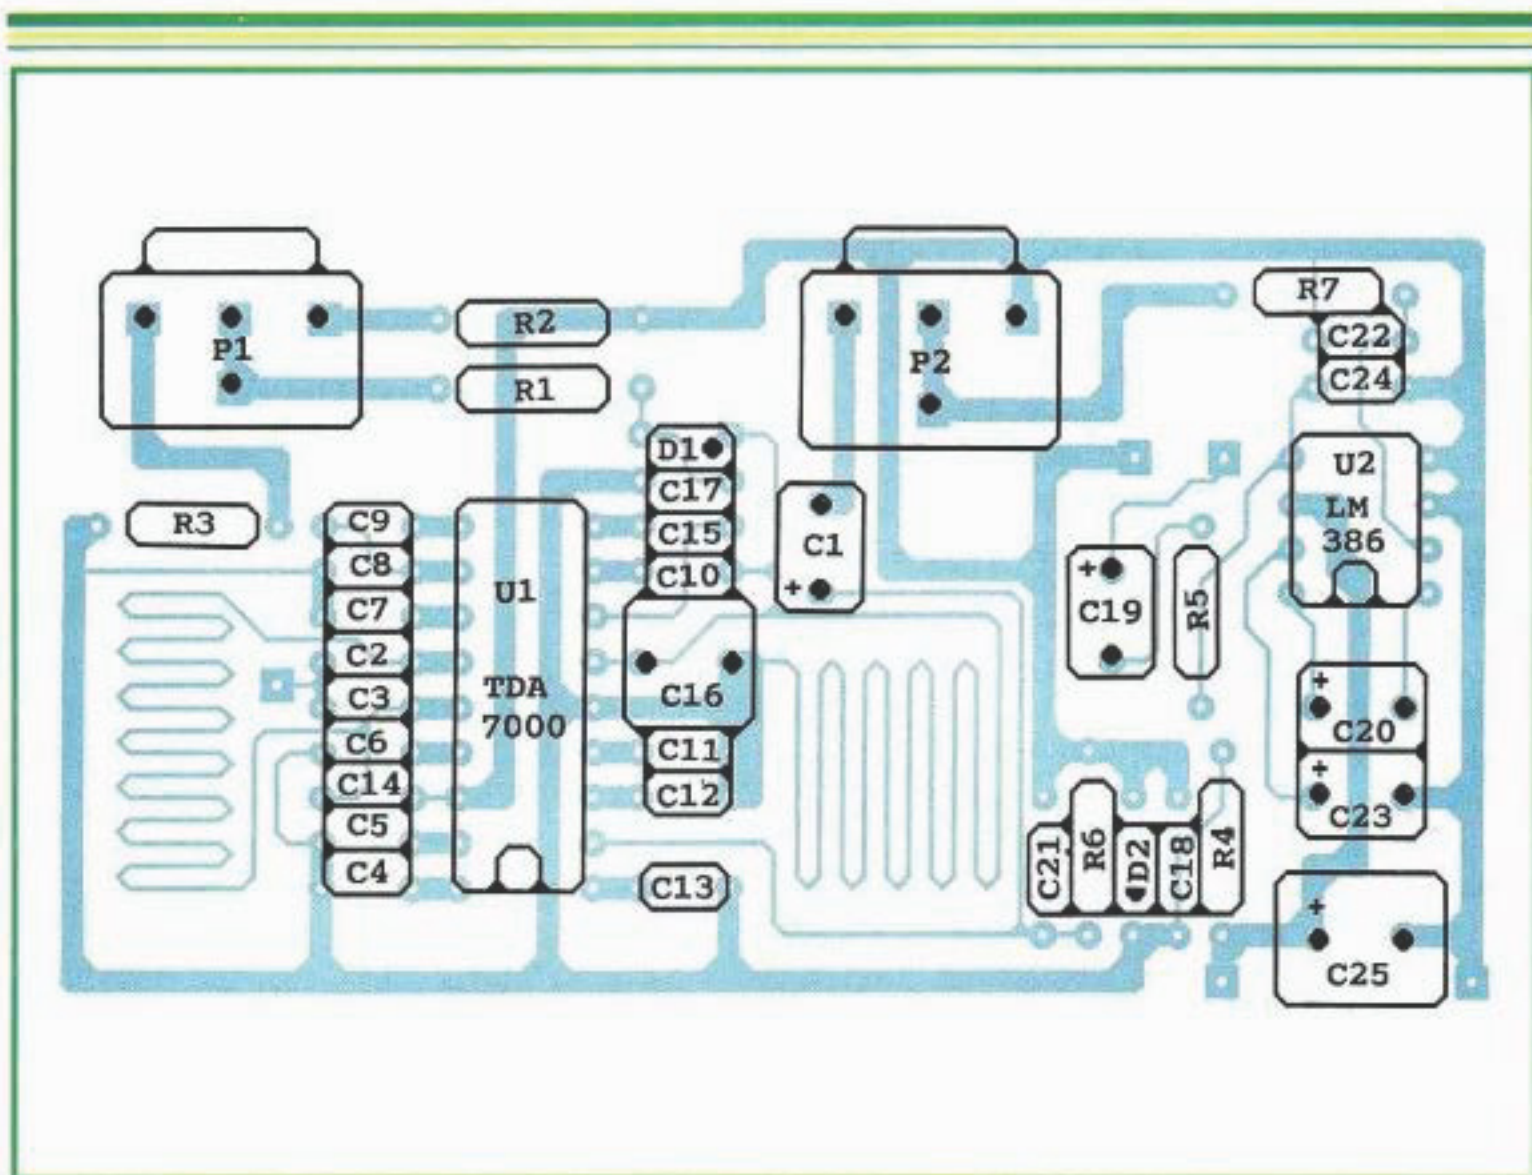 R7
C22
C24
R2
P1
P2
R1
D1
C17
C15
C10
C1
+
U2
LM
386
R3
C9
C8
C7
C2
C3
C6
C14
C5
C4
U1
TDA
7000
C16
C11
C12
C13
+
C19
R5
+
C20
+
C23
C21
R6
D2
C18
R4
+
C25